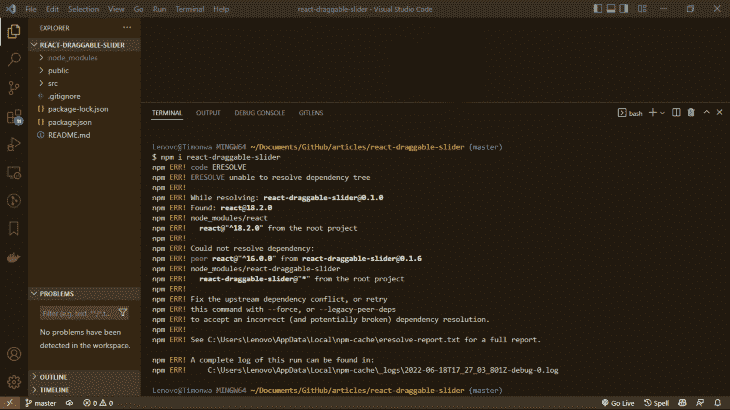 File Edit Selection View Go Run Terminal Help
react-draggable-slider - Visual Studio Code
EXPLORER
REACT-DRAGGABLE-SLIDER
node_modules
public
src
.gitignore
package-lock.json
package.json
README.md
PROBLEMS
No problems have been
detected in the workspace.
OUTLINE
TIMELINE
TERMINAL OUTPUT DEBUG CONSOLE GITLENS
bash
Lenovo@Timonwa MINGW64 ~/Documents/GitHub/articles/react-draggable-slider (master)
$ npm i react-draggable-slider
npm ERR! code ERESOLVE
npm ERR! ERESOLVE unable to resolve dependency tree
npm ERR!
npm ERR! While resolving: react-draggable-slider@0.1.0
npm ERR! Found: react@18.2.0
npm ERR! node_modules/react
npm ERR!   react@"^18.2.0" from the root project
npm ERR!
npm ERR! Could not resolve dependency:
npm ERR! peer react@"^16.0.0" from react-draggable-slider@0.1.6
npm ERR! node_modules/react-draggable-slider
npm ERR!   react-draggable-slider@"*" from the root project
npm ERR!
npm ERR! Fix the upstream dependency conflict, or retry
npm ERR! this command with --force, or --legacy-peer-deps
npm ERR! to accept an incorrect (and potentially broken) dependency resolution.
npm ERR!
npm ERR! See C:\Users\Lenovo\AppData\Local\npm-cache\eresolve-report.txt for a full report.
npm ERR! A complete log of this run can be found in:
npm ERR!     C:\Users\Lenovo\AppData\Local\npm-cache\_logs\2022-06-18T17_27_03_801Z-debug-0.log
Lenovo@Timonwa MINGW64 ~/Documents/GitHub/articles/react-draggable-slider (master)
master 0 0 Go Live Spell